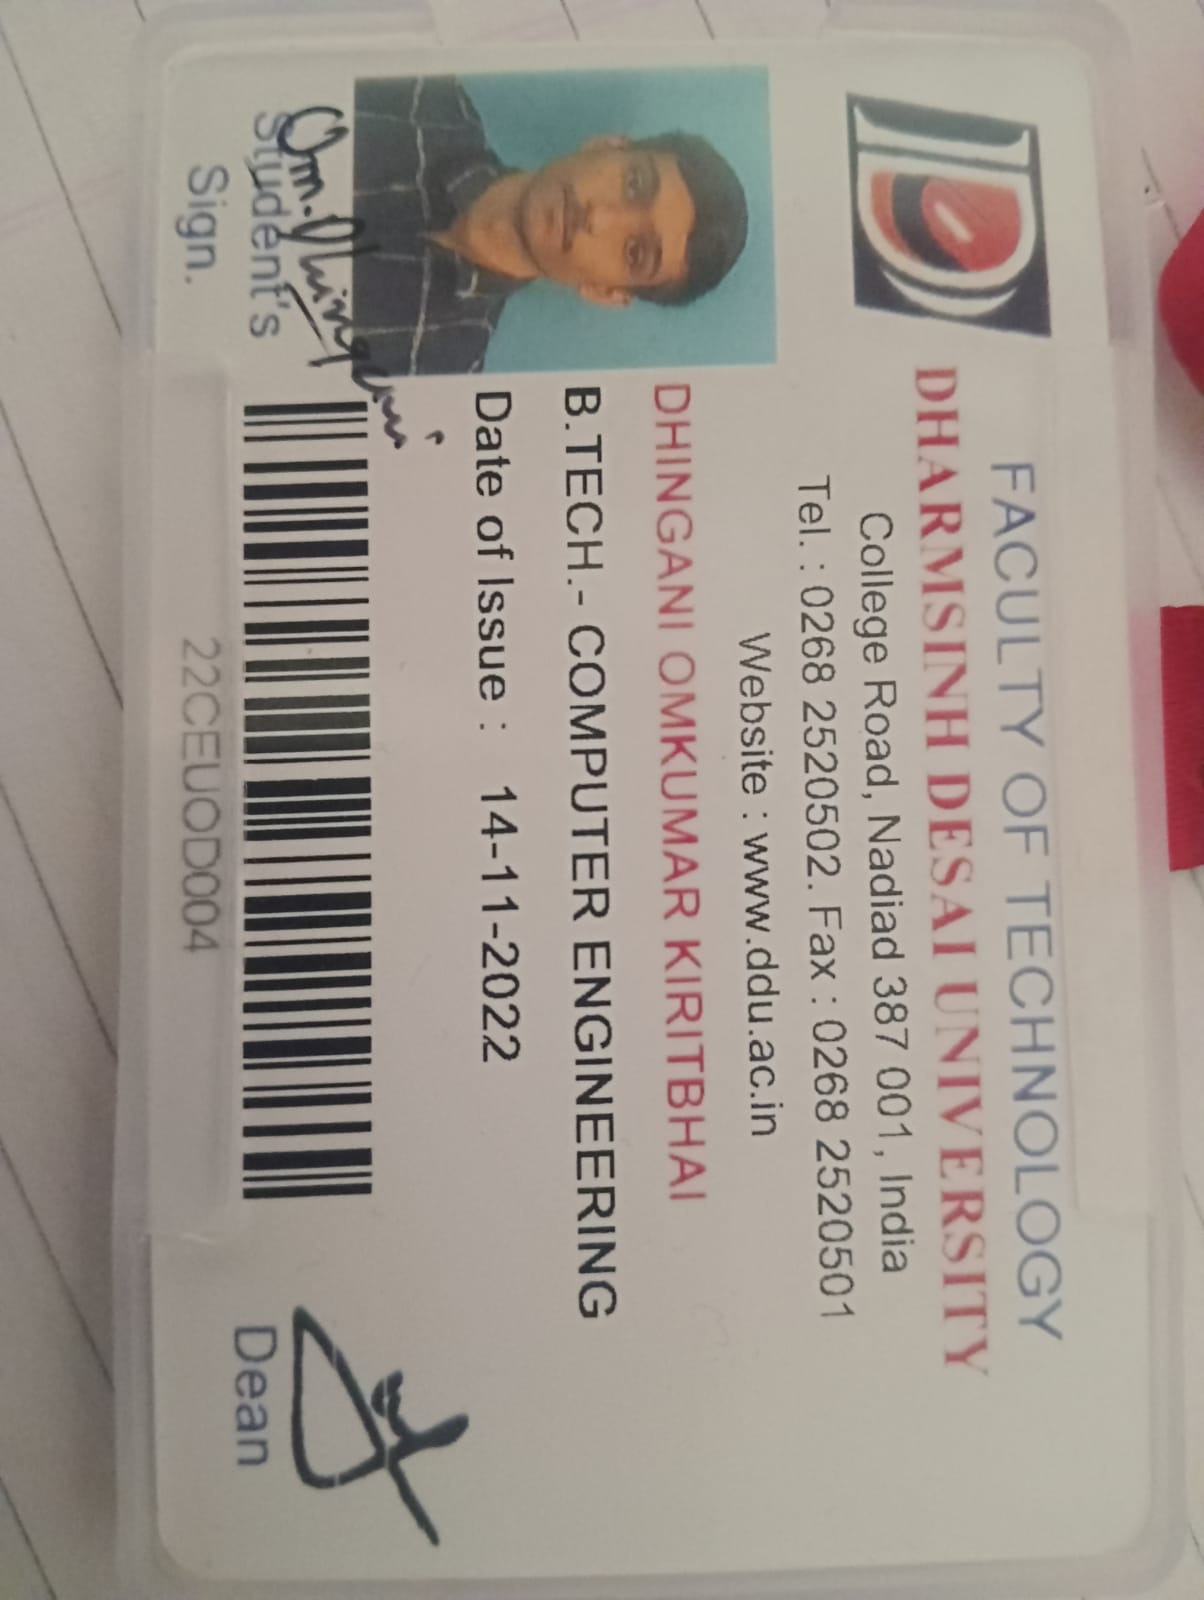 FACULTY OF TECHNOLOGY
DHARMSINH DESAI UNIVERSITY
College Road, Nadiad 387 001, India
Tel. : 0268 2520502. Fax : 0268 2520501
Website : www.ddu.ac.in
DHINGANI OMKUMAR KIRITBHAI
B.TECH.- COMPUTER ENGINEERING
Date of Issue : 14-11-2022
Om.Dhingani
Student's
Sign.
22CEUOD004
Dean